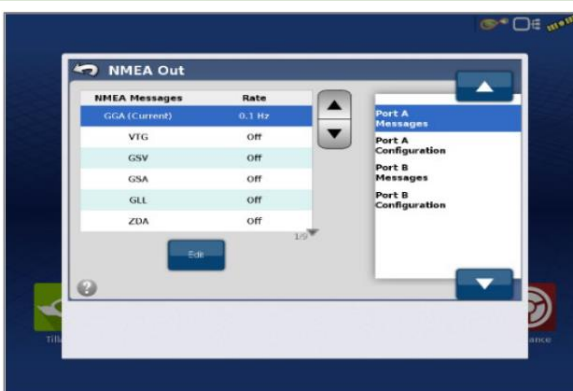 NMEA Out
NMEA Messages Rate
GGA (Current) 0.1 Hz
VTG Off
GSV Off
GSA Off
GLL Off
ZDA Off
1/9
Edit
Port A
Messages
Port A
Configuration
Port B
Messages
Port B
Configuration
?